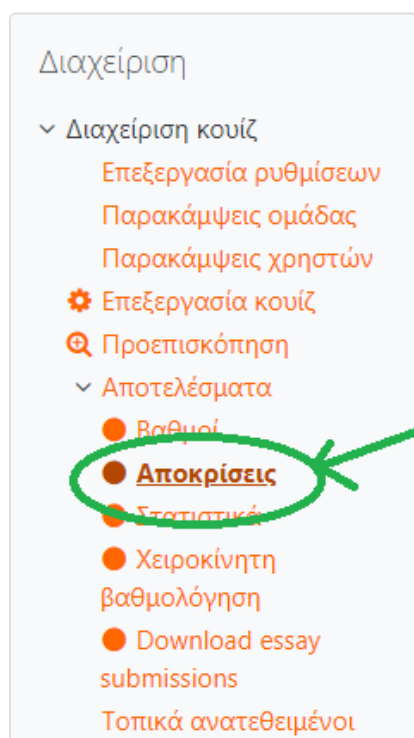 Διαχείριση
Διαχείριση κουίζ
Επεξεργασία ρυθμίσεων
Παρακάμψεις ομάδας
Παρακάμψεις χρηστών
Επεξεργασία κουίζ
Προεπισκόπηση
Αποτελέσματα
Βαθμοί
Αποκρίσεις
Στατιστικά
Χειροκίνητη
βαθμολόγηση
Download essay
submissions
Τοπικά ανατεθειμένοι